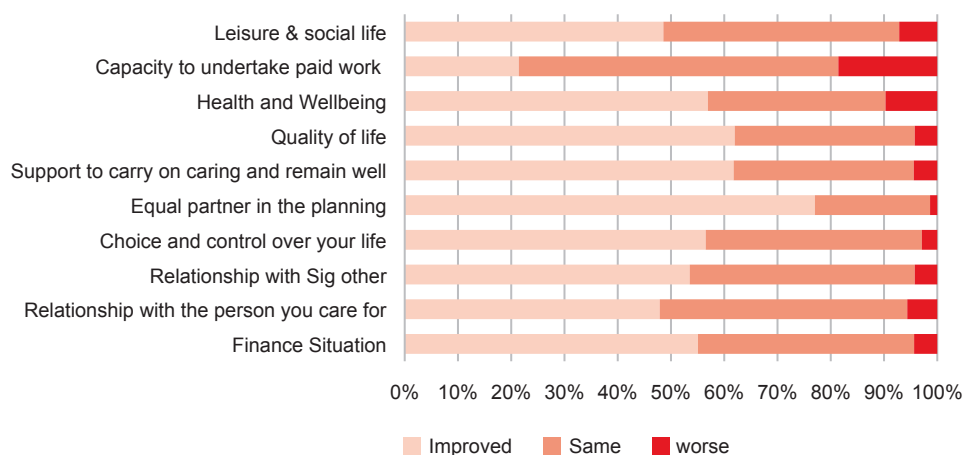 Leisure & social life
Capacity to undertake paid work
Health and Wellbeing
Quality of life
Support to carry on caring and remain well
Equal partner in the planning
Choice and control over your life
Relationship with Sig other
Relationship with the person you care for
Finance Situation
0% 10% 20% 30% 40% 50% 60% 70% 80% 90% 100%
Improved Same worse